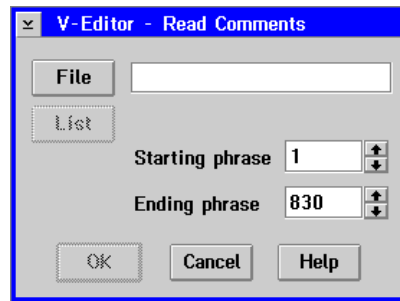 V-Editor - Read Comments
File
List
Starting phrase 1
Ending phrase 830
OK Cancel Help